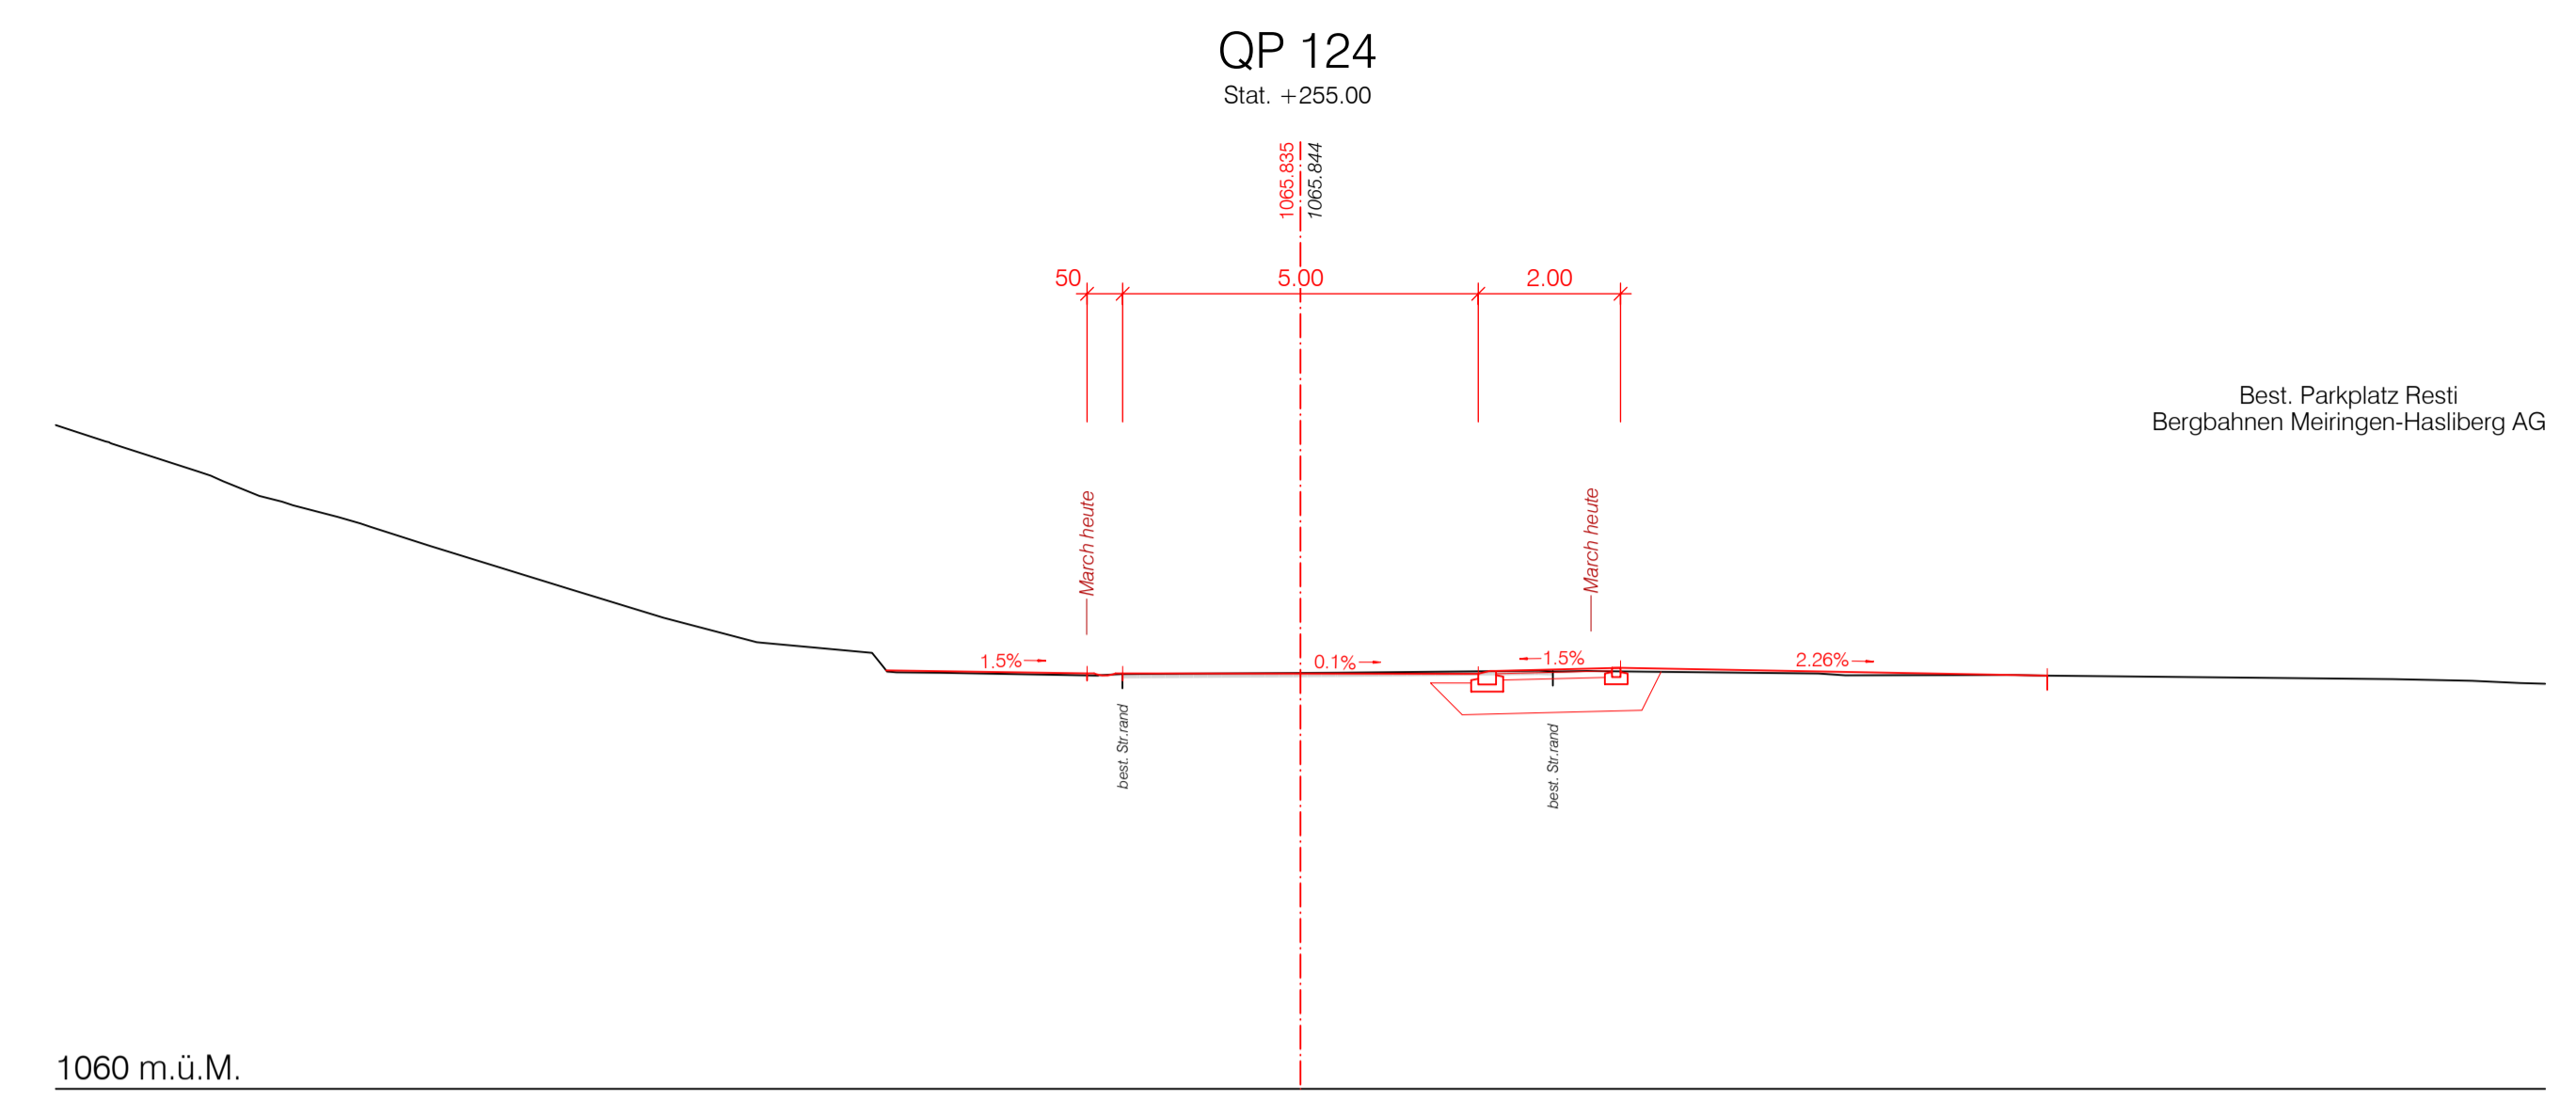 QP 124
Stat. +255.00
1065.835
1065.844
50
5.00
2.00
Best. Parkplatz Resti
Bergbahnen Meiringen-Hasliberg AG
March heute
March heute
1.5%
0.1%
1.5%
2.26%
best. Str.rand
best. Str.rand
1060 m.ü.M.